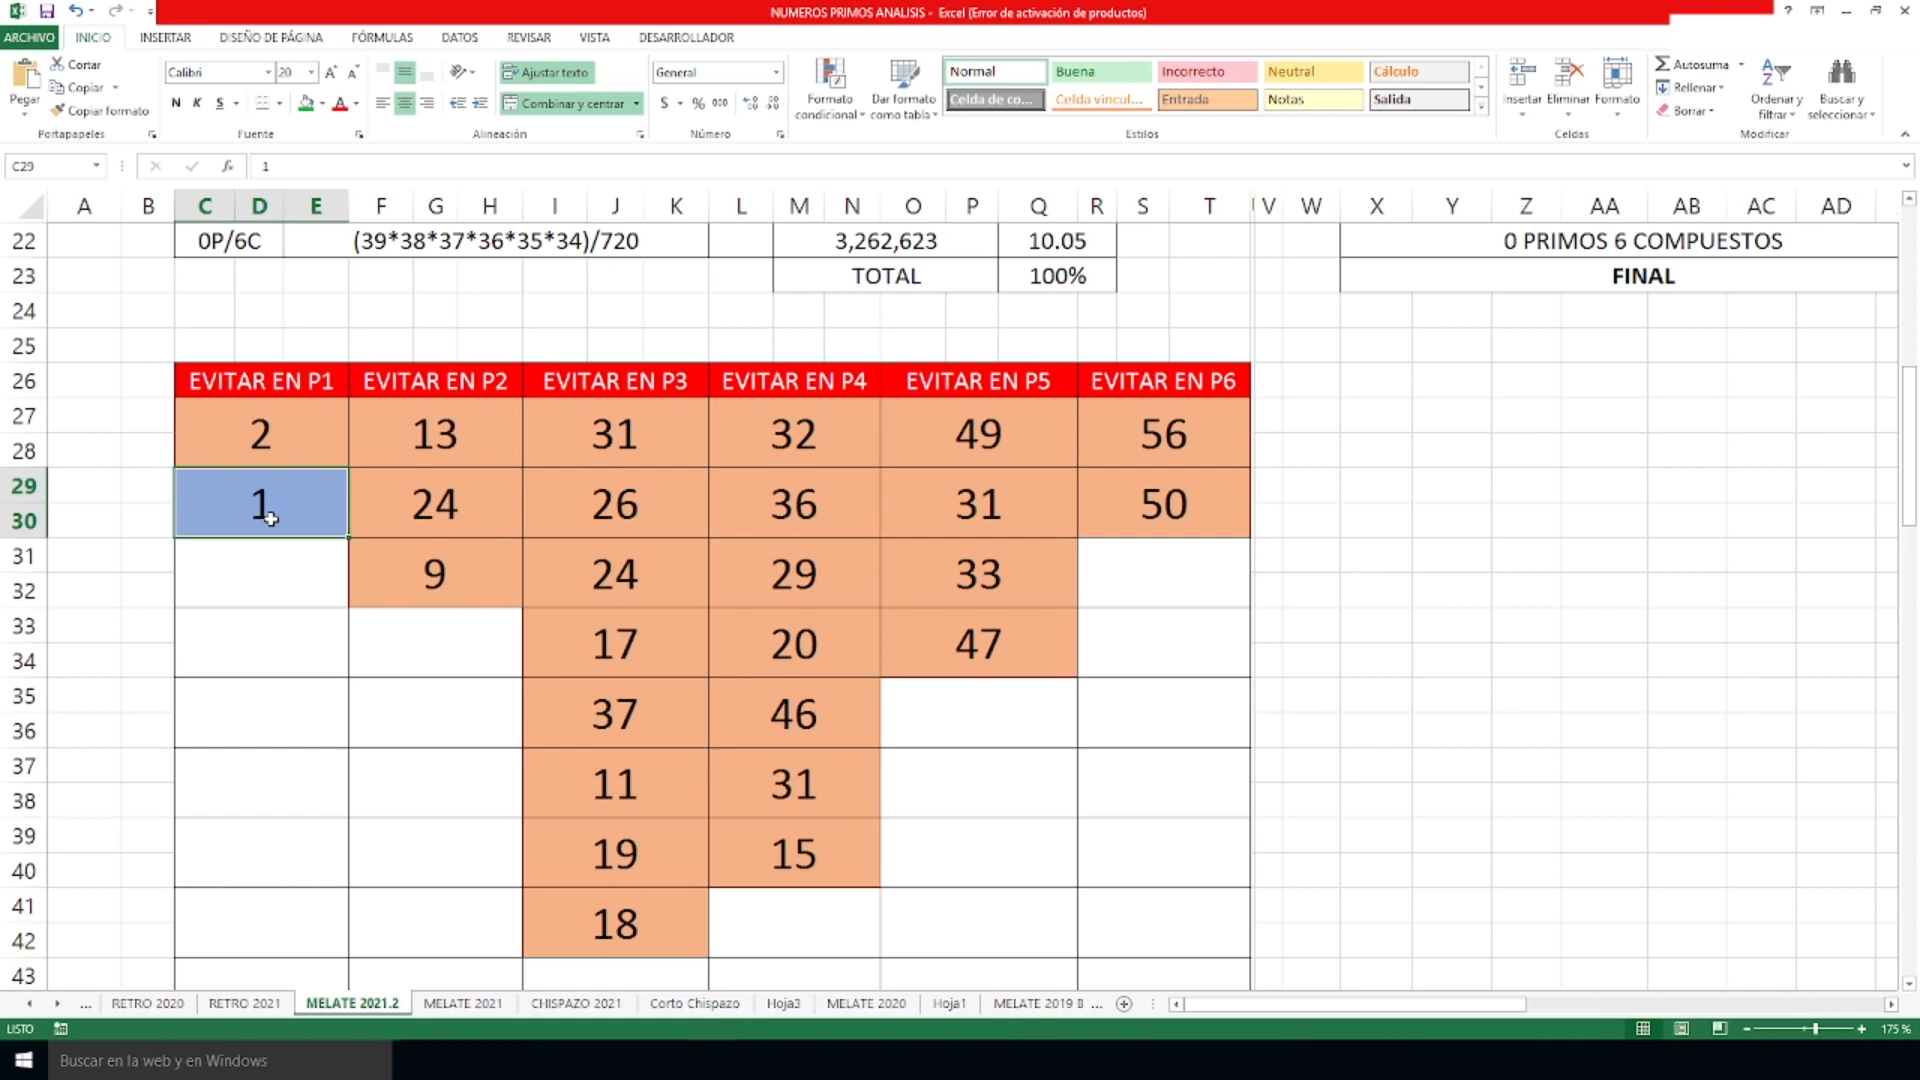 NUMEROS PRIMOS ANALISIS - Excel (Error de activación de productos)
ARCHIVO INICIO INSERTAR DISEÑO DE PÁGINA FÓRMULAS DATOS REVISAR VISTA DESARROLLADOR
Pegar Cortar Copiar Copiar formato
Portapapeles
Calibri 20
N K S
Fuente
Ajustar texto
Combinar y centrar
Alineación
General
$ % 000
Número
Formato condicional
Dar formato como tabla
Normal Buena Incorrecto Neutral Cálculo
Celda de co... Celda vincul... Entrada Notas Salida
Estilos
Insertar Eliminar Formato
Celdas
Autosuma
Rellenar
Borrar
Ordenar y filtrar
Buscar y seleccionar
Modificar
C29 fx 1
A B C D E F G H I J K L M N O P Q R S T V W X Y Z AA AB AC AD
22 0P/6C (39*38*37*36*35*34)/720 3,262,623 10.05 0 PRIMOS 6 COMPUESTOS
23 TOTAL 100% FINAL
24
25
26 EVITAR EN P1 EVITAR EN P2 EVITAR EN P3 EVITAR EN P4 EVITAR EN P5 EVITAR EN P6
27 2 13 31 32 49 56
28
29 1 24 26 36 31 50
30
31 9 24 29 33
32
33 17 20 47
34
35 37 46
36
37 11 31
38
39 19 15
40
41 18
42
43
... RETRO 2020 RETRO 2021 MELATE 2021.2 MELATE 2021 CHISPAZO 2021 Corto Chispazo Hoja3 MELATE 2020 Hoja1 MELATE 2019 B ...
LISTO 175 %
Buscar en la web y en Windows